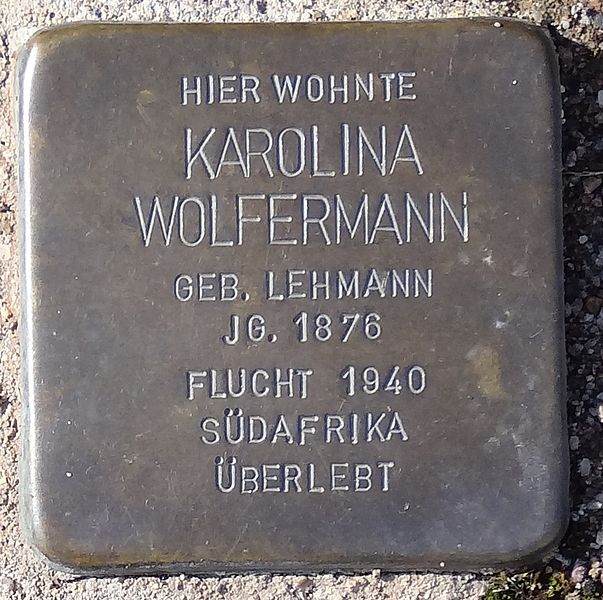 HIER WOHNTE
KAROLINA
WOLFERMANN
GEB. LEHMANN
JG. 1876
FLUCHT 1940
SÜDAFRIKA
ÜBERLEBT